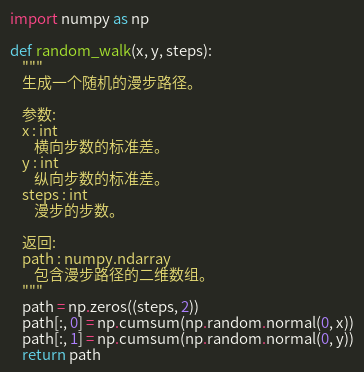 import numpy as np

def random_walk(x, y, steps):
    """
    生成一个随机的漫步路径。

    参数:
    x : int
        横向步数的标准差。
    y : int
        纵向步数的标准差。
    steps : int
        漫步的步数。

    返回:
    path : numpy.ndarray
        包含漫步路径的二维数组。
    """
    path = np.zeros((steps, 2))
    path[:, 0] = np.cumsum(np.random.normal(0, x))
    path[:, 1] = np.cumsum(np.random.normal(0, y))
    return path